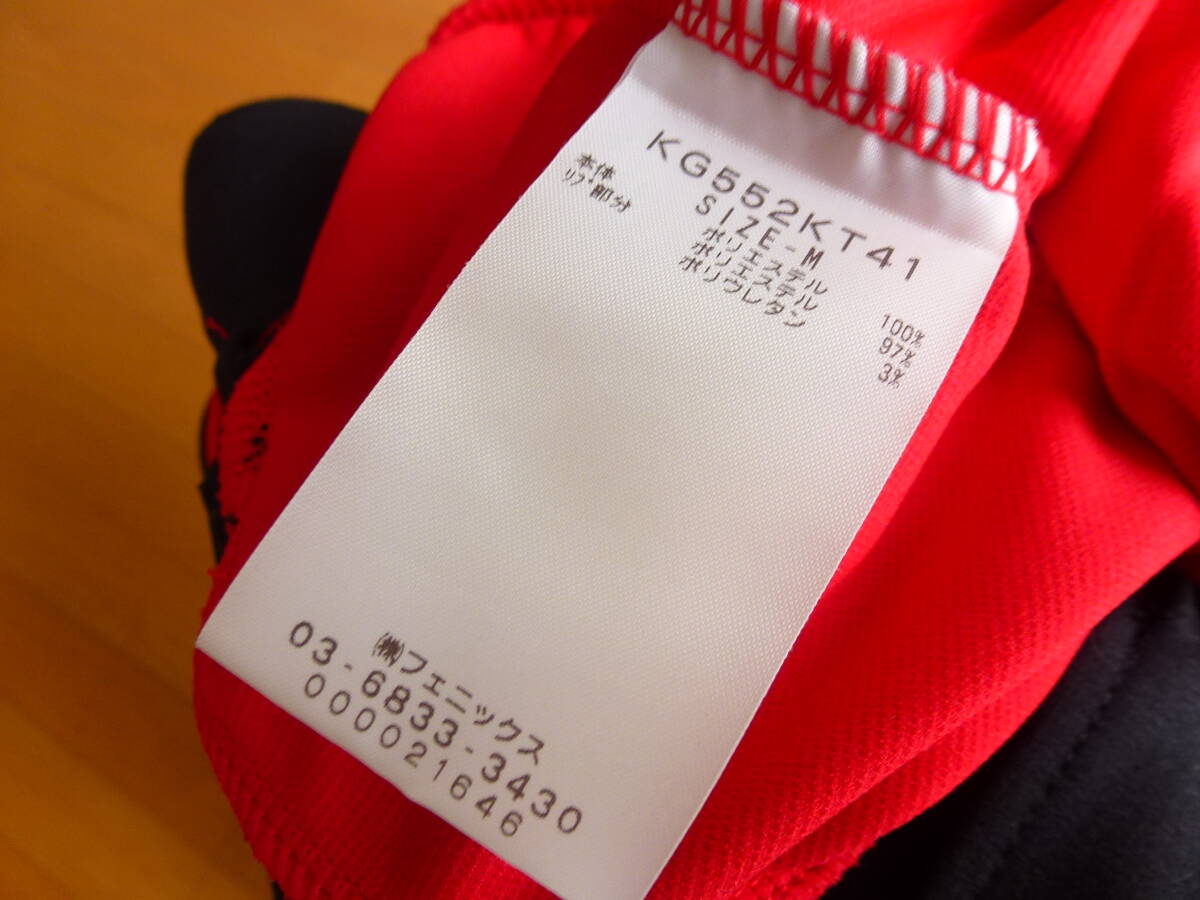 KG552KT41
SIZE-M
本体 ポリエステル 100%
リブ部分 ポリエステル 97%
ポリウレタン 3%
㈱フェニックス
03-6833-3430
000021646